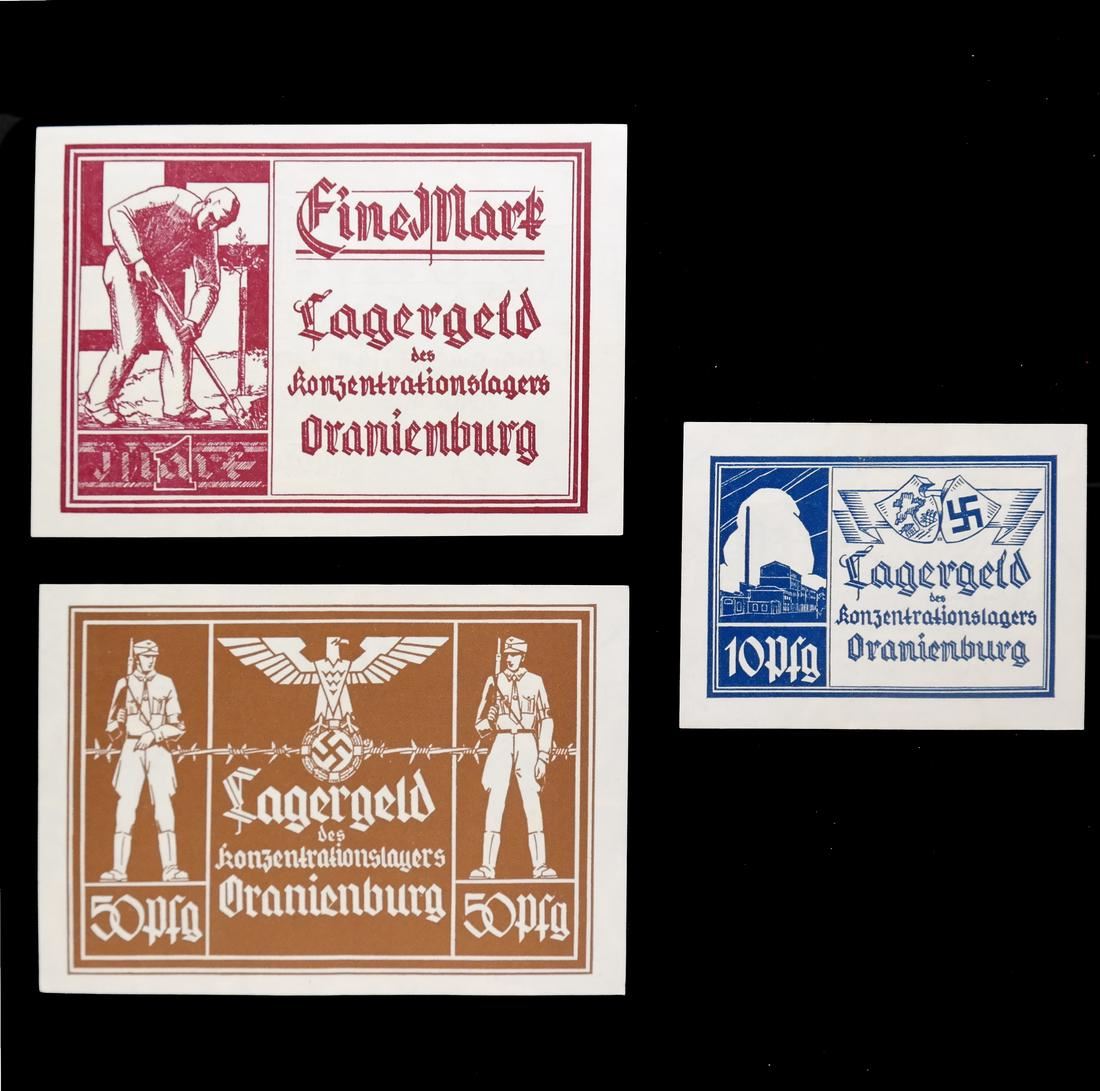 Eine Mark
Lagergeld
des
Konzentrationslagers
Oranienburg
Mark 1
Lagergeld
des
Konzentrationslagers
Oranienburg
50 Pfg
50 Pfg
Lagergeld
des
Konzentrationslagers
Oranienburg
10 Pfg